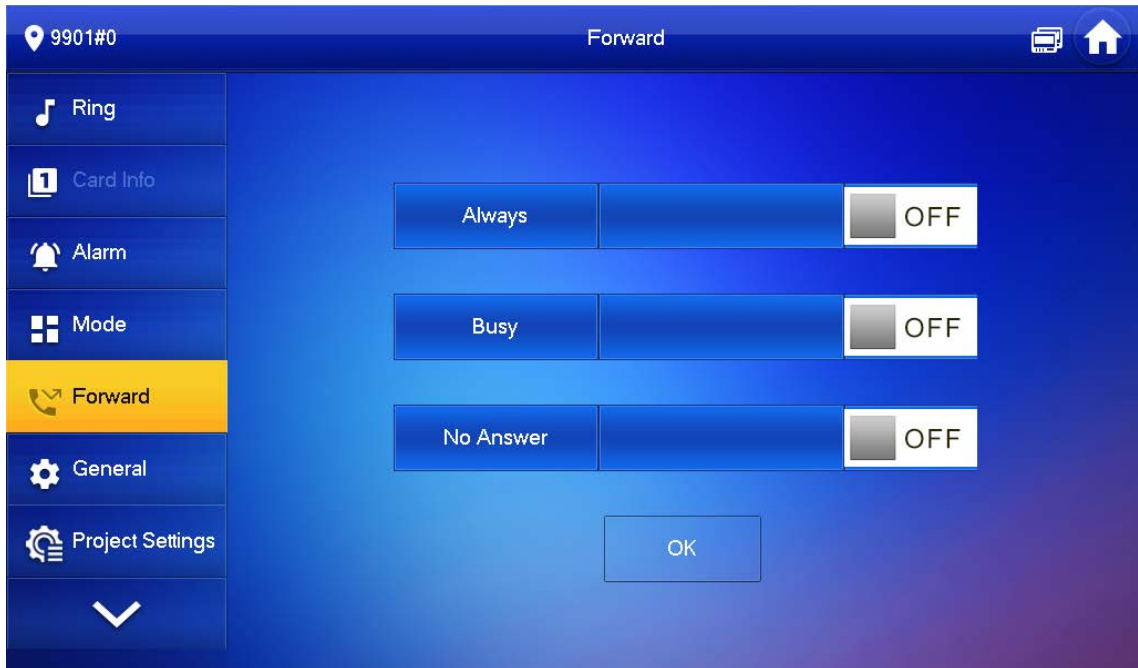 9901#0
Forward
Ring
1
Card Info
Alarm
Mode
Forward
General
Project Settings
Always
OFF
Busy
OFF
No Answer
OFF
OK